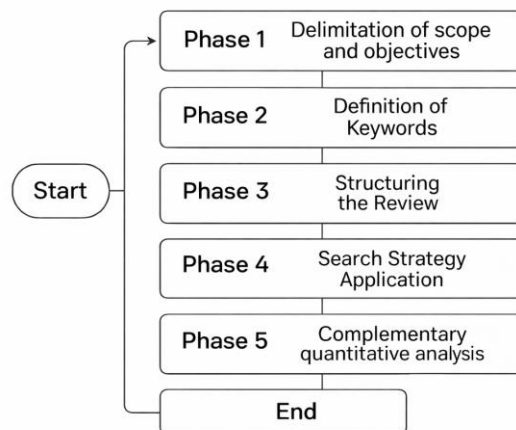 Start
Phase 1
Delimitation of scope
and objectives
Phase 2
Definition of
Keywords
Phase 3
Structuring
the Review
Phase 4
Search Strategy
Application
Phase 5
Complementary
quantitative analysis
End